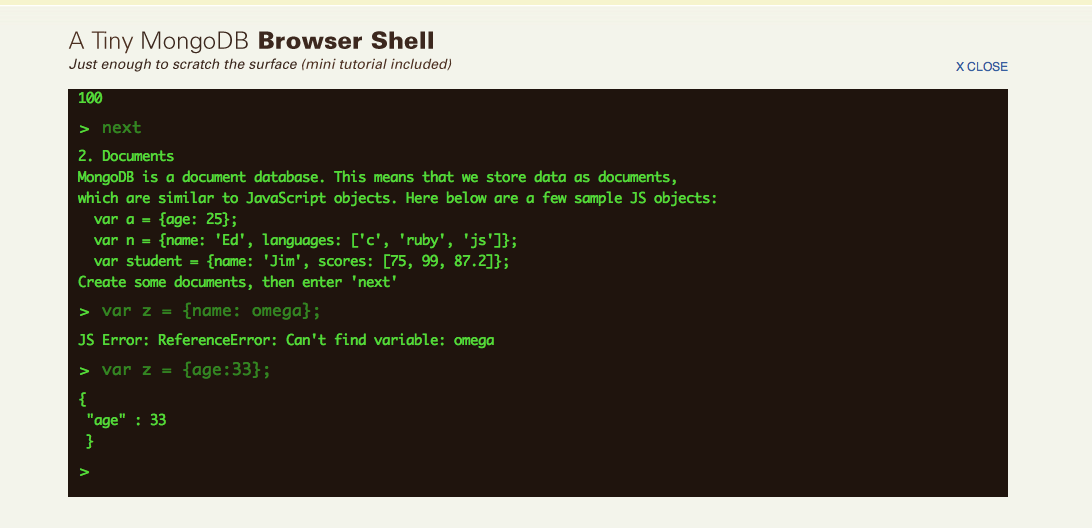 A Tiny MongoDB Browser Shell
Just enough to scratch the surface (mini tutorial included)
X CLOSE
100
> next
2. Documents
MongoDB is a document database. This means that we store data as documents,
which are similar to JavaScript objects. Here below are a few sample JS objects:
  var a = {age: 25};
  var n = {name: 'Ed', languages: ['c', 'ruby', 'js']};
  var student = {name: 'Jim', scores: [75, 99, 87.2]};
Create some documents, then enter 'next'
> var z = {name: omega};
JS Error: ReferenceError: Can't find variable: omega
> var z = {age:33};
{
 "age" : 33
 }
>